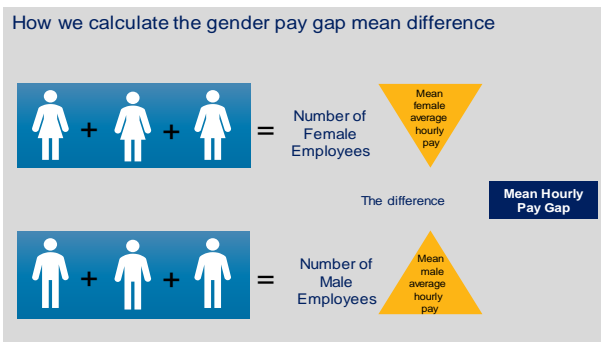 How we calculate the gender pay gap mean difference
+ + =
Number of
Female
Employees
Mean
female
average
hourly
pay
The difference
Mean Hourly
Pay Gap
+ + =
Number of
Male
Employees
Mean
male
average
hourly
pay